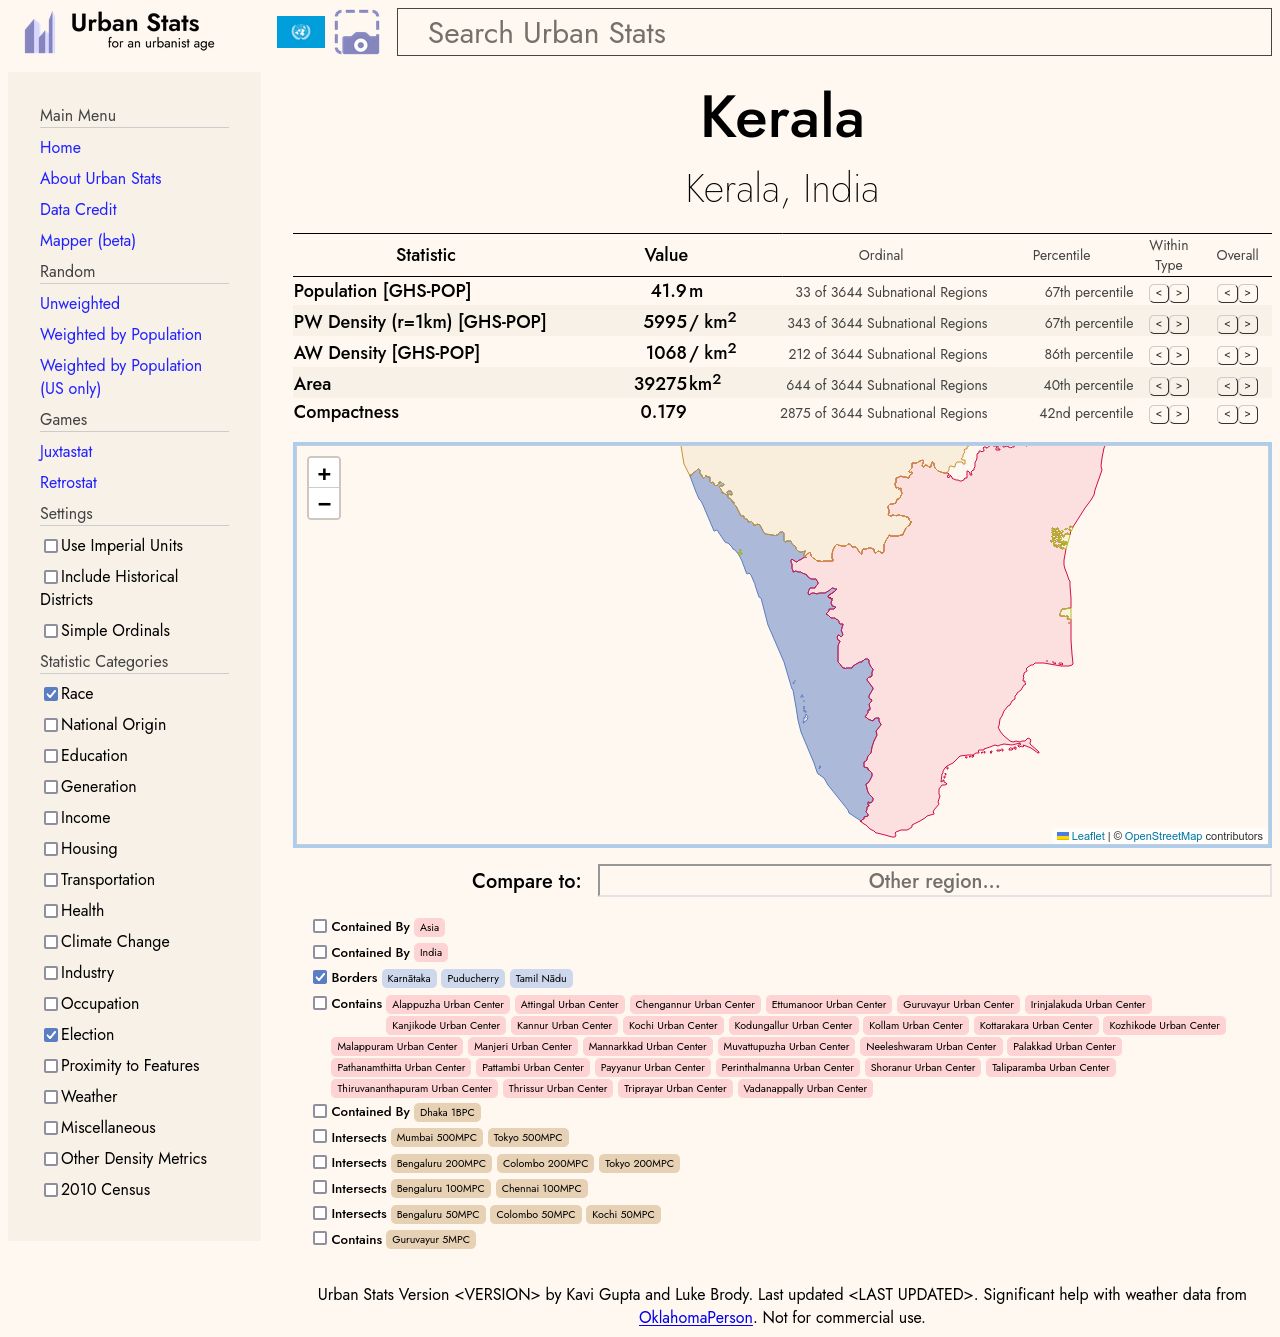 Urban Stats
for an urbanist age
Search Urban Stats
Main Menu
Home
About Urban Stats
Data Credit
Mapper (beta)
Random
Unweighted
Weighted by Population
Weighted by Population
(US only)
Games
Juxtastat
Retrostat
Settings
Use Imperial Units
Include Historical
Districts
Simple Ordinals
Statistic Categories
Race
National Origin
Education
Generation
Income
Housing
Transportation
Health
Climate Change
Industry
Occupation
Election
Proximity to Features
Weather
Miscellaneous
Other Density Metrics
2010 Census
Kerala
Kerala, India
Statistic Value Ordinal Percentile Within Type Overall
Population [GHS-POP] 41.9 m 33 of 3644 Subnational Regions 67th percentile < > < >
PW Density (r=1km) [GHS-POP] 5995 / km² 343 of 3644 Subnational Regions 67th percentile < > < >
AW Density [GHS-POP] 1068 / km² 212 of 3644 Subnational Regions 86th percentile < > < >
Area 39275 km² 644 of 3644 Subnational Regions 40th percentile < > < >
Compactness 0.179 2875 of 3644 Subnational Regions 42nd percentile < > < >
+
−
Leaflet | © OpenStreetMap contributors
Compare to: Other region...
Contained By Asia
Contained By India
Borders Karnātaka Puducherry Tamil Nādu
Contains Alappuzha Urban Center Attingal Urban Center Chengannur Urban Center Ettumanoor Urban Center Guruvayur Urban Center Irinjalakuda Urban Center
Kanjikode Urban Center Kannur Urban Center Kochi Urban Center Kodungallur Urban Center Kollam Urban Center Kottarakara Urban Center Kozhikode Urban Center
Malappuram Urban Center Manjeri Urban Center Mannarkkad Urban Center Muvattupuzha Urban Center Neeleshwaram Urban Center Palakkad Urban Center
Pathanamthitta Urban Center Pattambi Urban Center Payyanur Urban Center Perinthalmanna Urban Center Shoranur Urban Center Taliparamba Urban Center
Thiruvananthapuram Urban Center Thrissur Urban Center Triprayar Urban Center Vadanappally Urban Center
Contained By Dhaka 1BPC
Intersects Mumbai 500MPC Tokyo 500MPC
Intersects Bengaluru 200MPC Colombo 200MPC Tokyo 200MPC
Intersects Bengaluru 100MPC Chennai 100MPC
Intersects Bengaluru 50MPC Colombo 50MPC Kochi 50MPC
Contains Guruvayur 5MPC
Urban Stats Version <VERSION> by Kavi Gupta and Luke Brody. Last updated <LAST UPDATED>. Significant help with weather data from
OklahomaPerson. Not for commercial use.